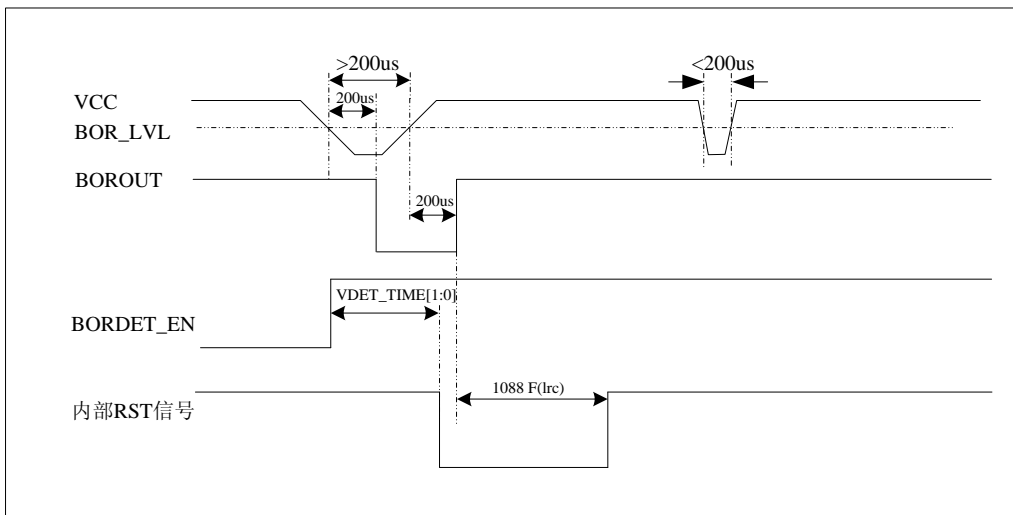 >200us
<200us
VCC
200us
BOR_LVL
BOROUT
200us
VDET_TIME[1:0]
BORDET_EN
1088 F(lrc)
内部RST信号